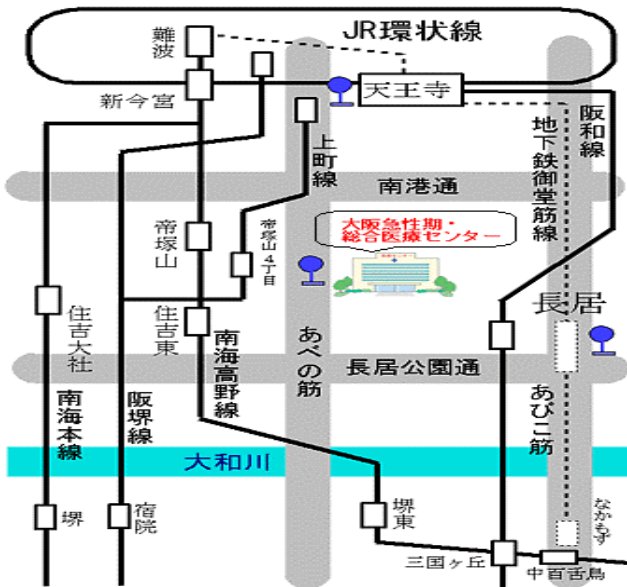 JR環状線
難波
新今宮
天王寺
阪和線
地下鉄御堂筋線
上町線
南港通
大阪急性期・
総合医療センター
帝塚山
帝塚山4丁目
長居
住吉大社
住吉東
南海高野線
あべの筋
長居公園通
南海本線
阪堺線
あびこ筋
大和川
堺
宿院
堺東
なかもず
三国ヶ丘
中百舌鳥